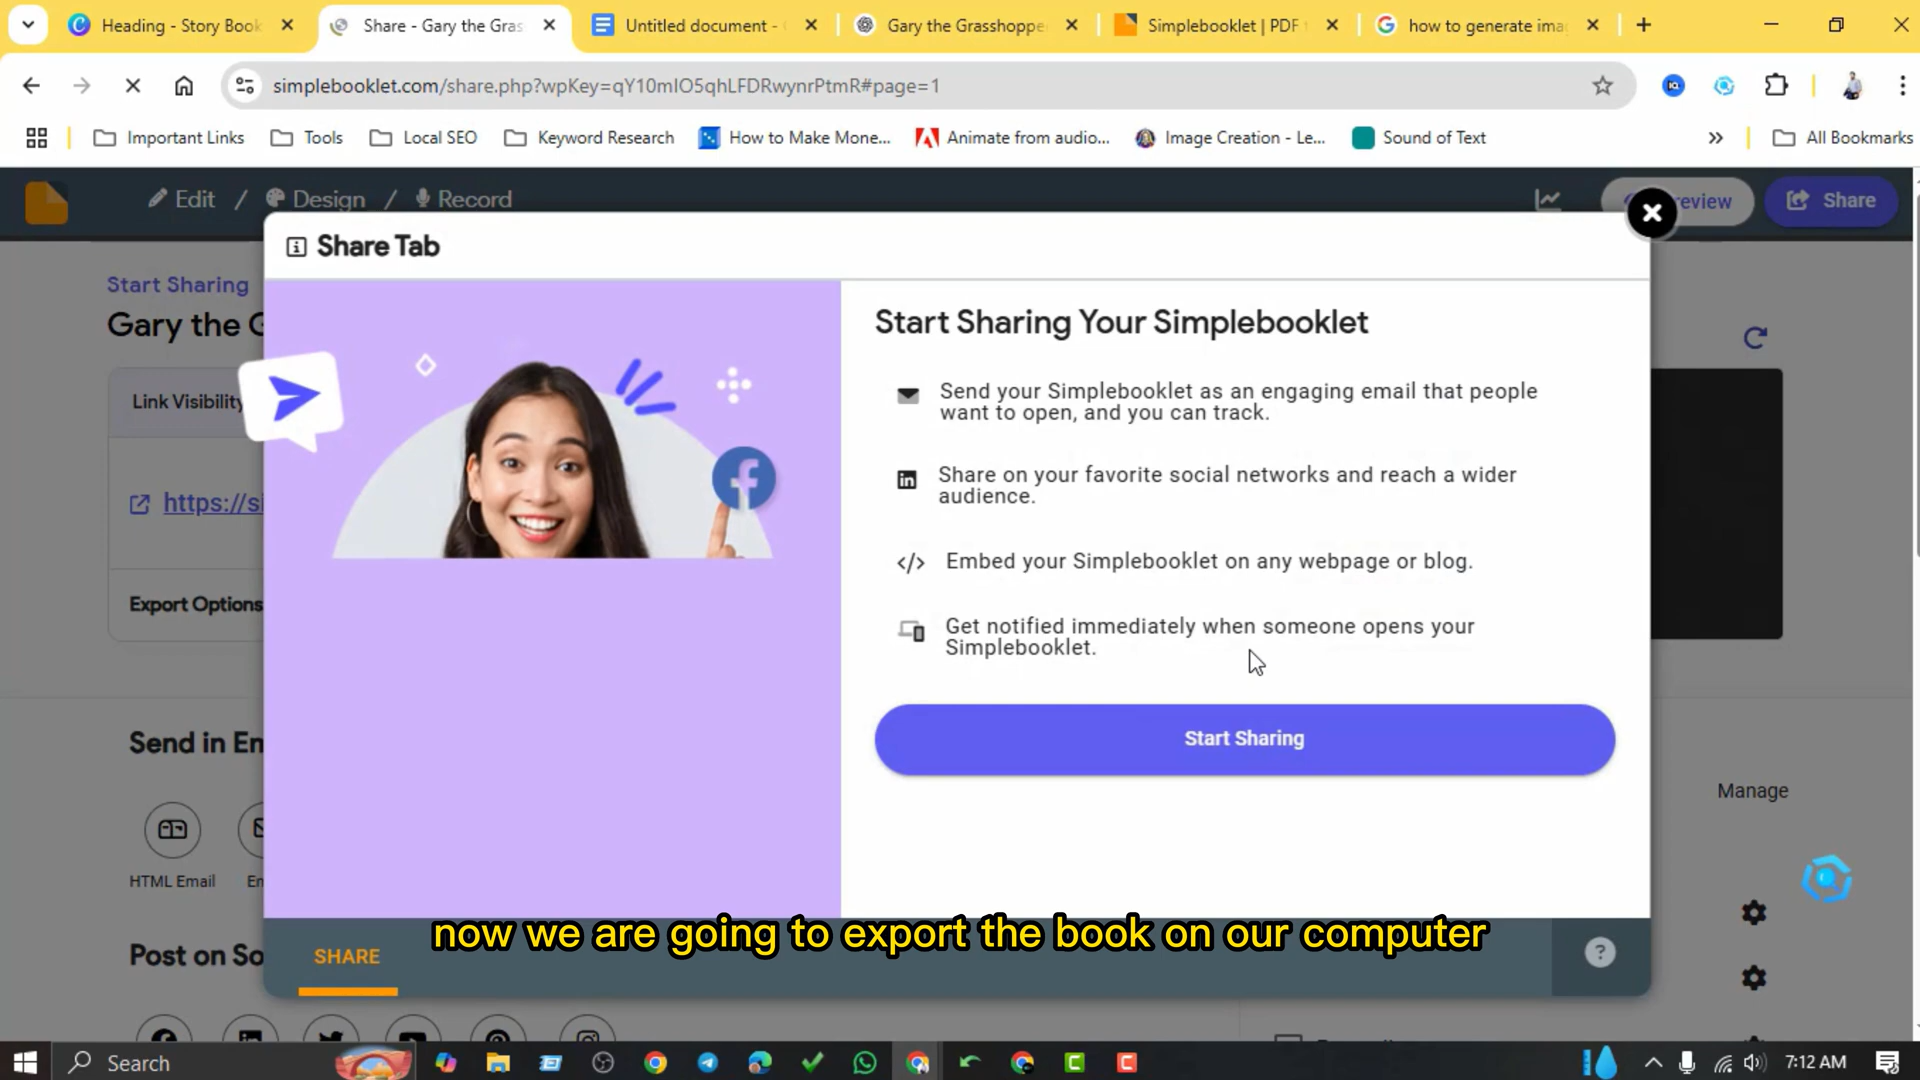 Heading - Story Book
Share - Gary the Gras
Untitled document -
Gary the Grasshoppe
Simplebooklet | PDF
how to generate ima
simplebooklet.com/share.php?wpKey=qY10mIO5qhLFDRwynrPtmR#page=1
Important Links
Tools
Local SEO
Keyword Research
How to Make Mone...
Animate from audio...
Image Creation - Le...
Sound of Text
All Bookmarks
Edit / Design / Record
review
Share
Share Tab
Start Sharing
Gary the G
Link Visibility
https://si
Export Options
Start Sharing Your Simplebooklet
Send your Simplebooklet as an engaging email that people
want to open, and you can track.
Share on your favorite social networks and reach a wider
audience.
Embed your Simplebooklet on any webpage or blog.
Get notified immediately when someone opens your
Simplebooklet.
Start Sharing
Send in Em
Manage
HTML Email
Em
now we are going to export the book on our computer
Post on So
SHARE
Search
7:12 AM